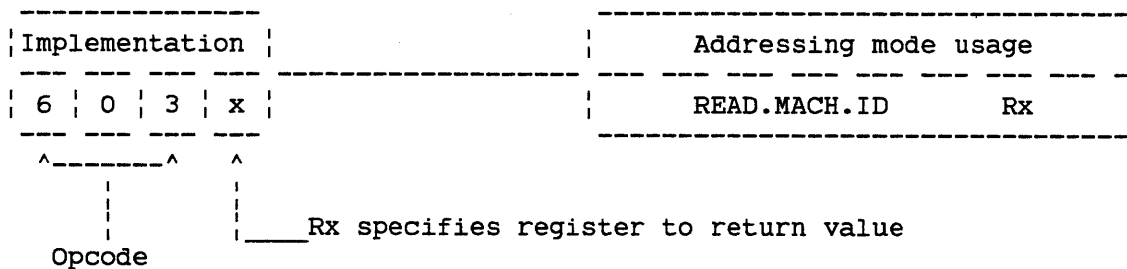 Implementation Addressing mode usage
6 0 3 x READ.MACH.ID Rx
Rx specifies register to return value
Opcode